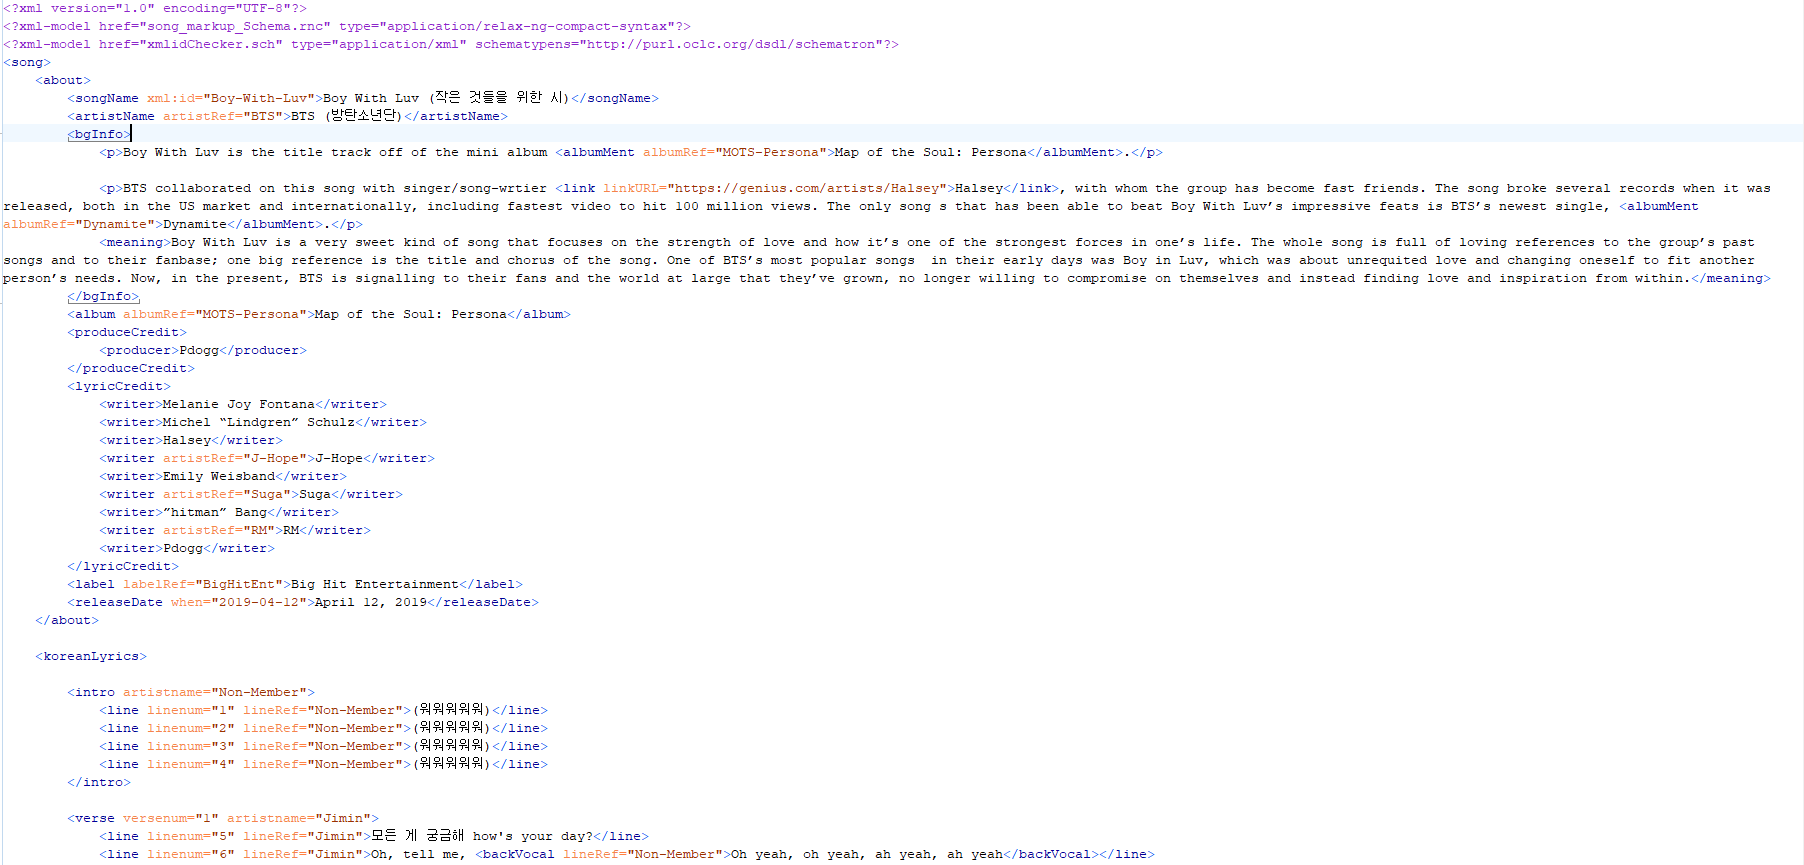 <?xml version="1.0" encoding="UTF-8"?>
<?xml-model href="song_markup_Schema.rnc" type="application/relax-ng-compact-syntax"?>
<?xml-model href="xmlidChecker.sch" type="application/xml" schematypens="http://purl.oclc.org/dsdl/schematron"?>
<song>
<about>
<songName xml:id="Boy-With-Luv">Boy With Luv (작은 것들을 위한 시)</songName>
<artistName artistRef="BTS">BTS (방탄소년단)</artistName>
<bgInfo>
<p>Boy With Luv is the title track off of the mini album <albumMent albumRef="MOTS-Persona">Map of the Soul: Persona</albumMent>.</p>
<p>BTS collaborated on this song with singer/song-wrtier <link linkURL="https://genius.com/artists/Halsey">Halsey</link>, with whom the group has become fast friends. The song broke several records when it was
released, both in the US market and internationally, including fastest video to hit 100 million views. The only song s that has been able to beat Boy With Luv’s impressive feats is BTS’s newest single, <albumMent
albumRef="Dynamite">Dynamite</albumMent>.</p>
<meaning>Boy With Luv is a very sweet kind of song that focuses on the strength of love and how it’s one of the strongest forces in one’s life. The whole song is full of loving references to the group’s past
songs and to their fanbase; one big reference is the title and chorus of the song. One of BTS’s most popular songs  in their early days was Boy in Luv, which was about unrequited love and changing oneself to fit another
person’s needs. Now, in the present, BTS is signalling to their fans and the world at large that they’ve grown, no longer willing to compromise on themselves and instead finding love and inspiration from within.</meaning>
</bgInfo>
<album albumRef="MOTS-Persona">Map of the Soul: Persona</album>
<produceCredit>
<producer>Pdogg</producer>
</produceCredit>
<lyricCredit>
<writer>Melanie Joy Fontana</writer>
<writer>Michel “Lindgren” Schulz</writer>
<writer>Halsey</writer>
<writer artistRef="J-Hope">J-Hope</writer>
<writer>Emily Weisband</writer>
<writer artistRef="Suga">Suga</writer>
<writer>”hitman” Bang</writer>
<writer artistRef="RM">RM</writer>
<writer>Pdogg</writer>
</lyricCredit>
<label labelRef="BigHitEnt">Big Hit Entertainment</label>
<releaseDate when="2019-04-12">April 12, 2019</releaseDate>
</about>
<koreanLyrics>
<intro artistname="Non-Member">
<line linenum="1" lineRef="Non-Member">(워워워워워)</line>
<line linenum="2" lineRef="Non-Member">(워워워워워)</line>
<line linenum="3" lineRef="Non-Member">(워워워워워)</line>
<line linenum="4" lineRef="Non-Member">(워워워워워)</line>
</intro>
<verse versenum="1" artistname="Jimin">
<line linenum="5" lineRef="Jimin">모든 게 궁금해 how's your day?</line>
<line linenum="6" lineRef="Jimin">Oh, tell me, <backVocal lineRef="Non-Member">Oh yeah, oh yeah, ah yeah, ah yeah</backVocal></line>